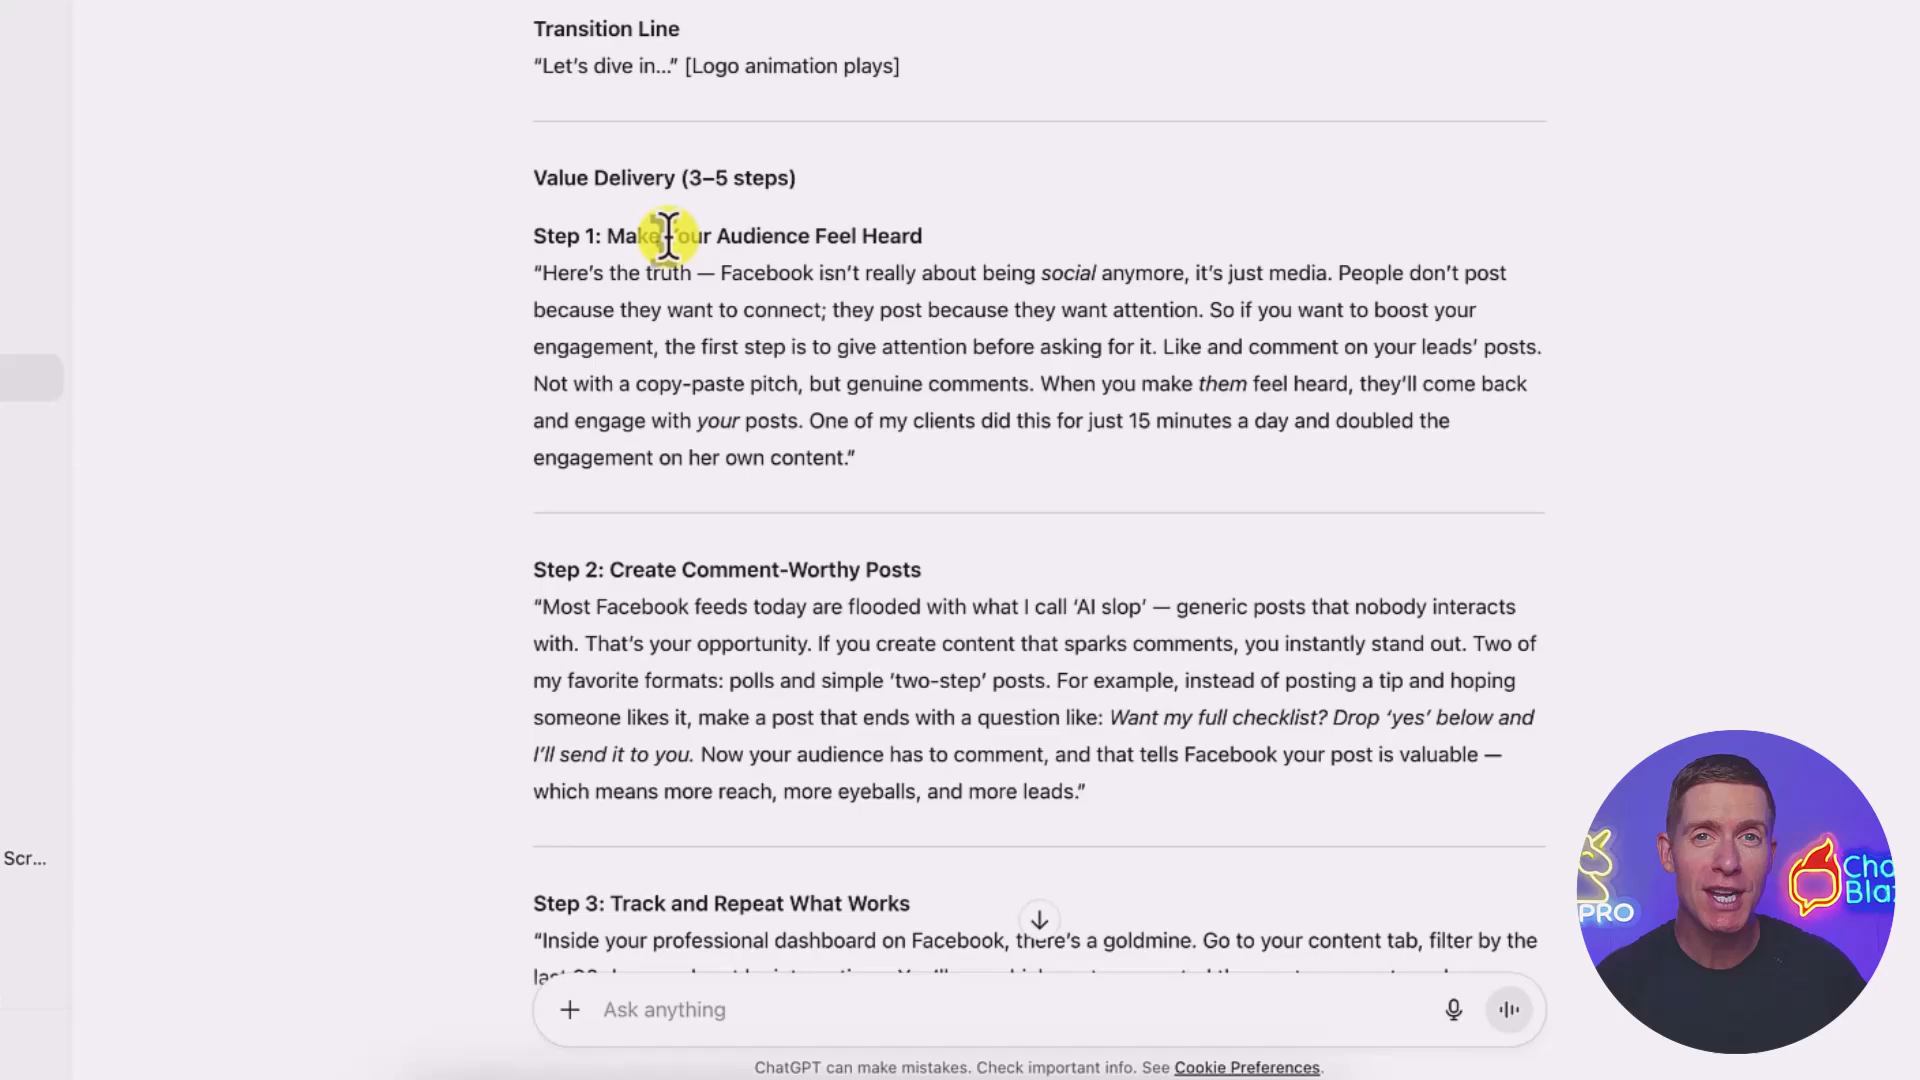 Transition Line
“Let’s dive in...” [Logo animation plays]
Value Delivery (3–5 steps)
Step 1: Make Your Audience Feel Heard
“Here’s the truth — Facebook isn’t really about being social anymore, it’s just media. People don’t post
because they want to connect; they post because they want attention. So if you want to boost your
engagement, the first step is to give attention before asking for it. Like and comment on your leads’ posts.
Not with a copy-paste pitch, but genuine comments. When you make them feel heard, they’ll come back
and engage with your posts. One of my clients did this for just 15 minutes a day and doubled the
engagement on her own content.”
Step 2: Create Comment-Worthy Posts
“Most Facebook feeds today are flooded with what I call ‘AI slop’ — generic posts that nobody interacts
with. That’s your opportunity. If you create content that sparks comments, you instantly stand out. Two of
my favorite formats: polls and simple ‘two-step’ posts. For example, instead of posting a tip and hoping
someone likes it, make a post that ends with a question like: Want my full checklist? Drop ‘yes’ below and
I’ll send it to you. Now your audience has to comment, and that tells Facebook your post is valuable —
which means more reach, more eyeballs, and more leads.”
Scr...
Step 3: Track and Repeat What Works
“Inside your professional dashboard on Facebook, there’s a goldmine. Go to your content tab, filter by the
PRO
Cha
Blaz
Ask anything
ChatGPT can make mistakes. Check important info. See Cookie Preferences.